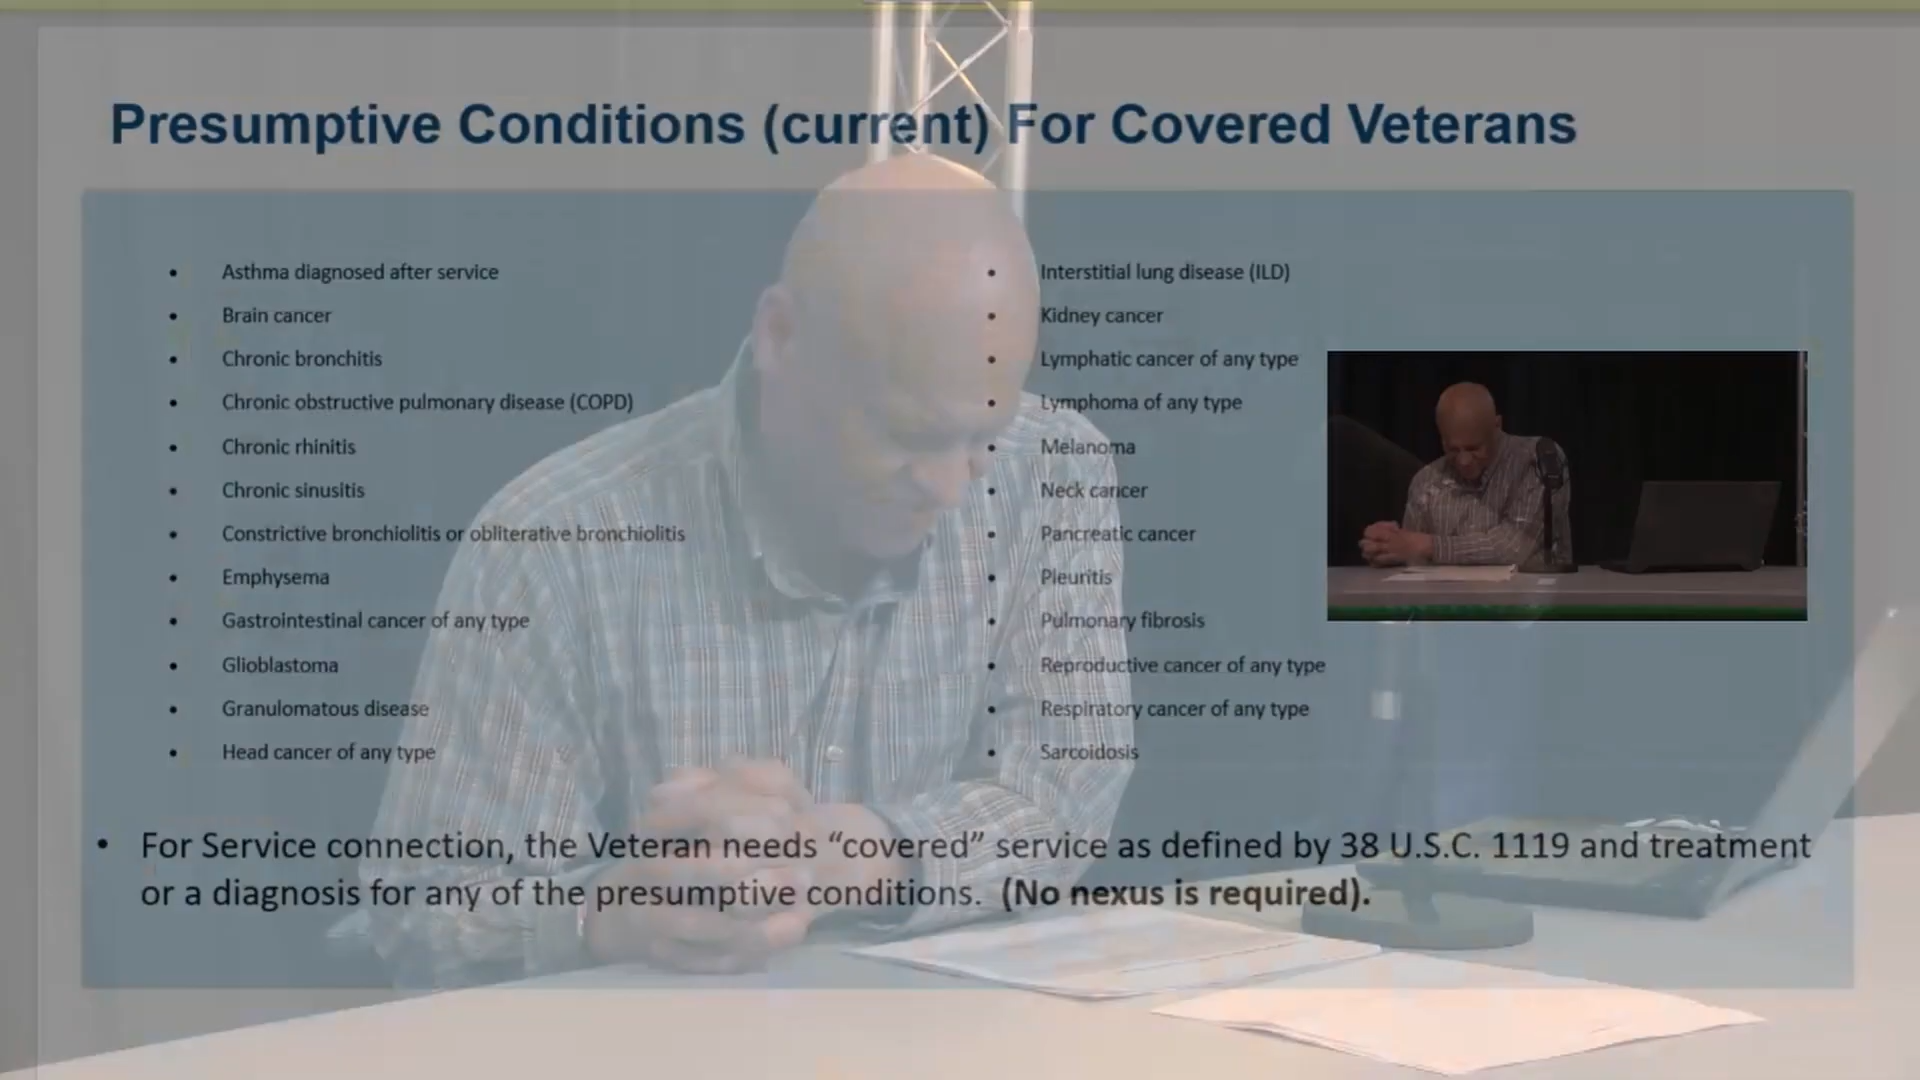 Presumptive Conditions (current) For Covered Veterans
• Asthma diagnosed after service
• Brain cancer
• Chronic bronchitis
• Chronic obstructive pulmonary disease (COPD)
• Chronic rhinitis
• Chronic sinusitis
• Constrictive bronchiolitis or obliterative bronchiolitis
• Emphysema
• Gastrointestinal cancer of any type
• Glioblastoma
• Granulomatous disease
• Head cancer of any type
• Interstitial lung disease (ILD)
• Kidney cancer
• Lymphatic cancer of any type
• Lymphoma of any type
• Melanoma
• Neck cancer
• Pancreatic cancer
• Pleuritis
• Pulmonary fibrosis
• Reproductive cancer of any type
• Respiratory cancer of any type
• Sarcoidosis
• For Service connection, the Veteran needs “covered” service as defined by 38 U.S.C. 1119 and treatment
or a diagnosis for any of the presumptive conditions. (No nexus is required).